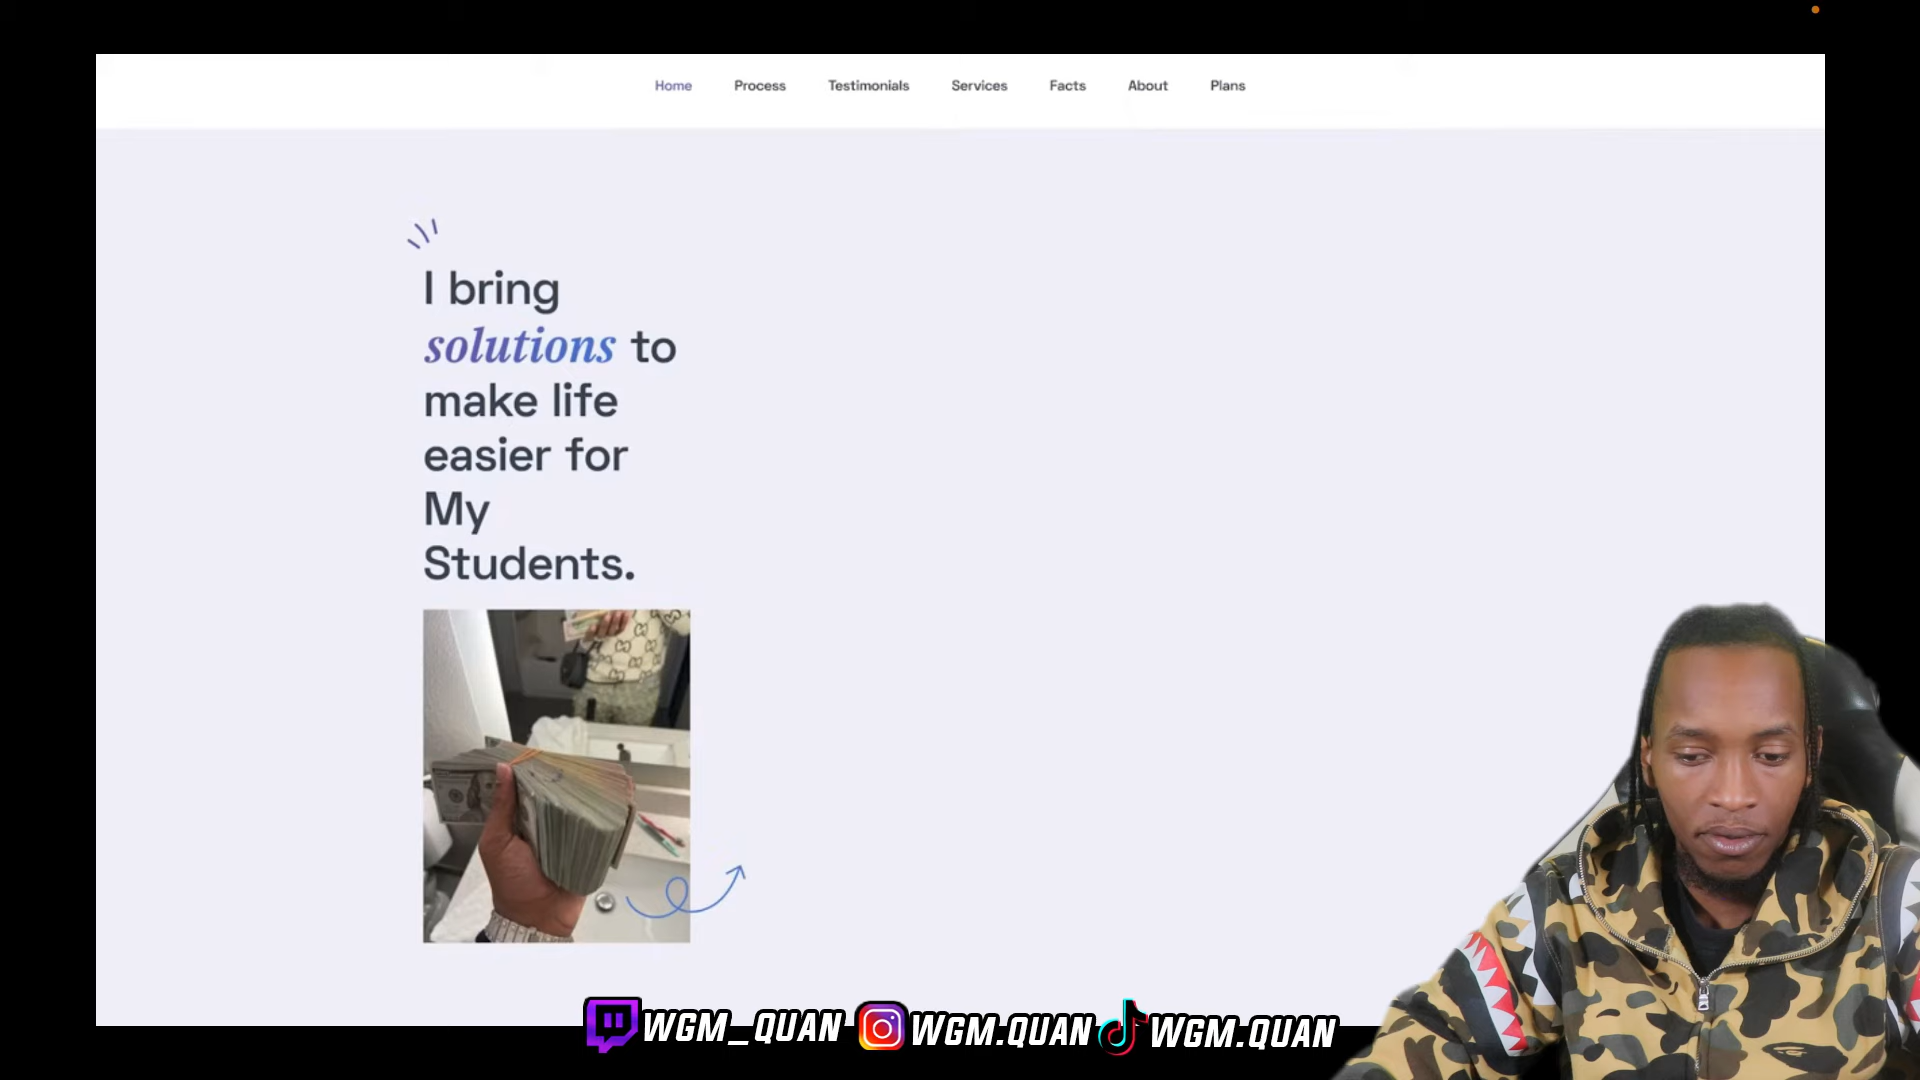 Home Process Testimonials Services Facts About Plans
I bring
solutions to
make life
easier for
My
Students.
WGM_QUAN WGM.QUAN WGM.QUAN